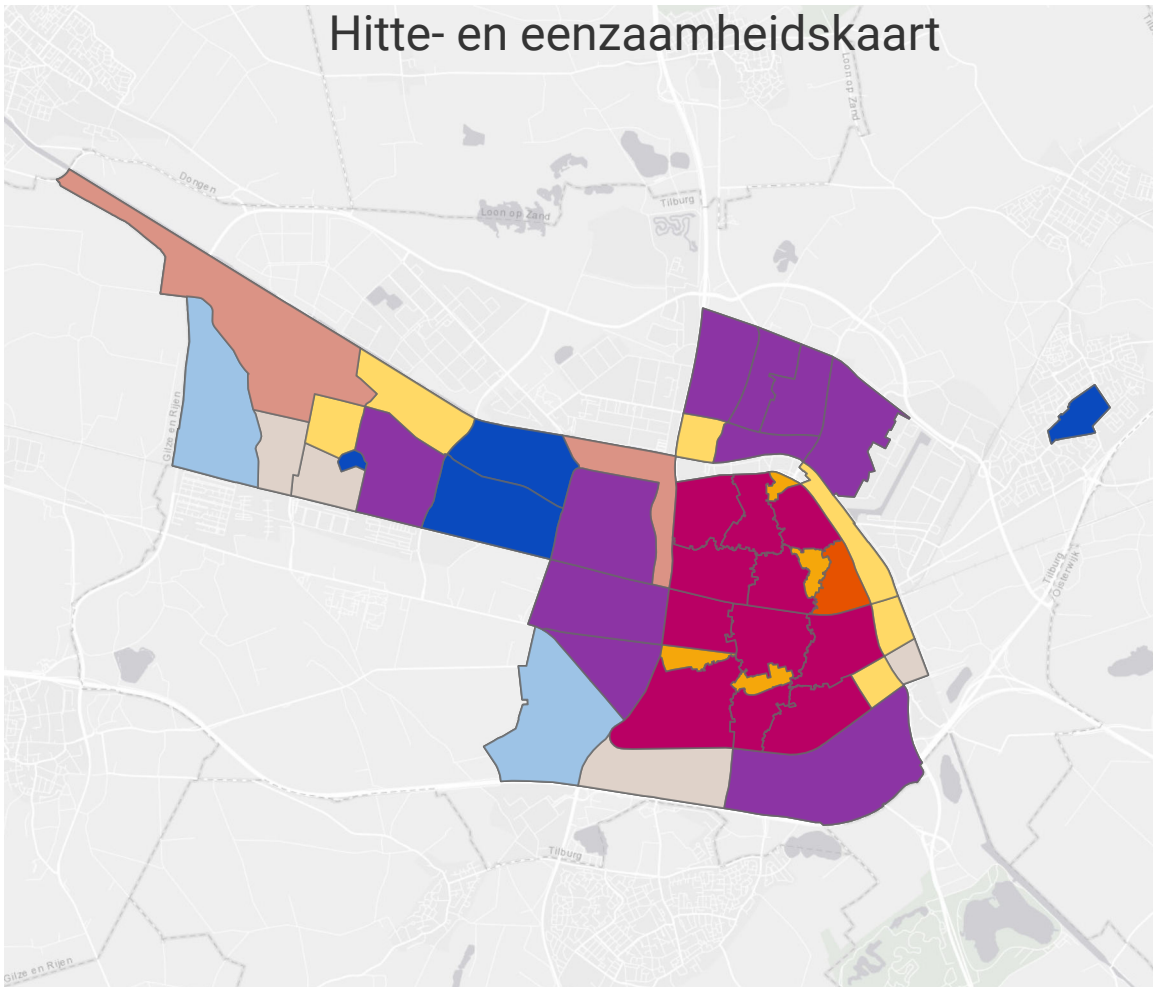 Hitte- en eenzaamheidskaart
Loon op Zand
Dongen
Tilburg
Loon op Zand
Gilze en Rijen
Tilburg
Oisterwijk
Tilburg
Gilze en Rijen